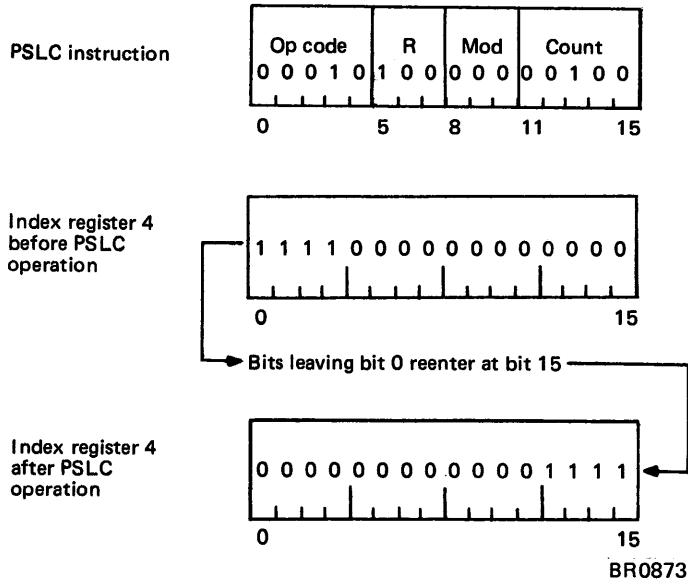 PSLC instruction
Op code R Mod Count
0 0 0 1 0 1 0 0 0 0 0 0 0 1 0 0
0 5 8 11 15
Index register 4
before PSLC
operation
1 1 1 1 0 0 0 0 0 0 0 0 0 0 0 0
0 15
Bits leaving bit 0 reenter at bit 15
Index register 4
after PSLC
operation
0 0 0 0 0 0 0 0 0 0 0 0 1 1 1 1
0 15
BR0873